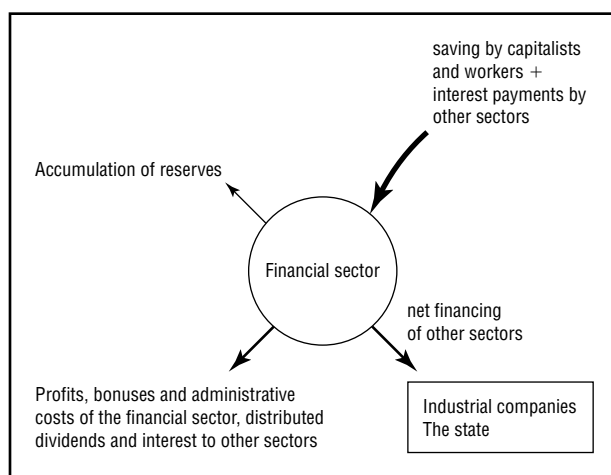 saving by capitalists
and workers +
interest payments by
other sectors
Accumulation of reserves
Financial sector
net financing
of other sectors
Profits, bonuses and administrative
costs of the financial sector, distributed
dividends and interest to other sectors
Industrial companies
The state